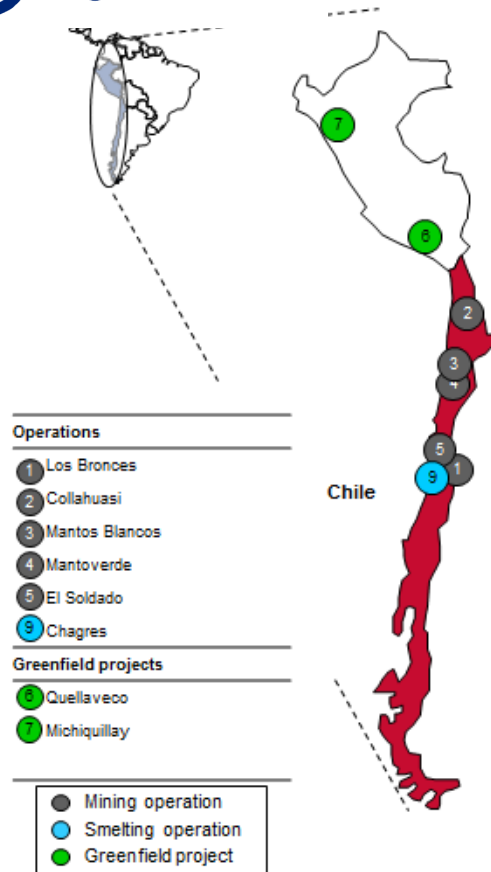 7
6
2
3
4
5
1
9
Chile
Operations
1 Los Bronces
2 Collahuasi
3 Mantos Blancos
4 Mantoverde
5 El Soldado
9 Chagres
Greenfield projects
6 Quellaveco
7 Michiquillay
Mining operation
Smelting operation
Greenfield project